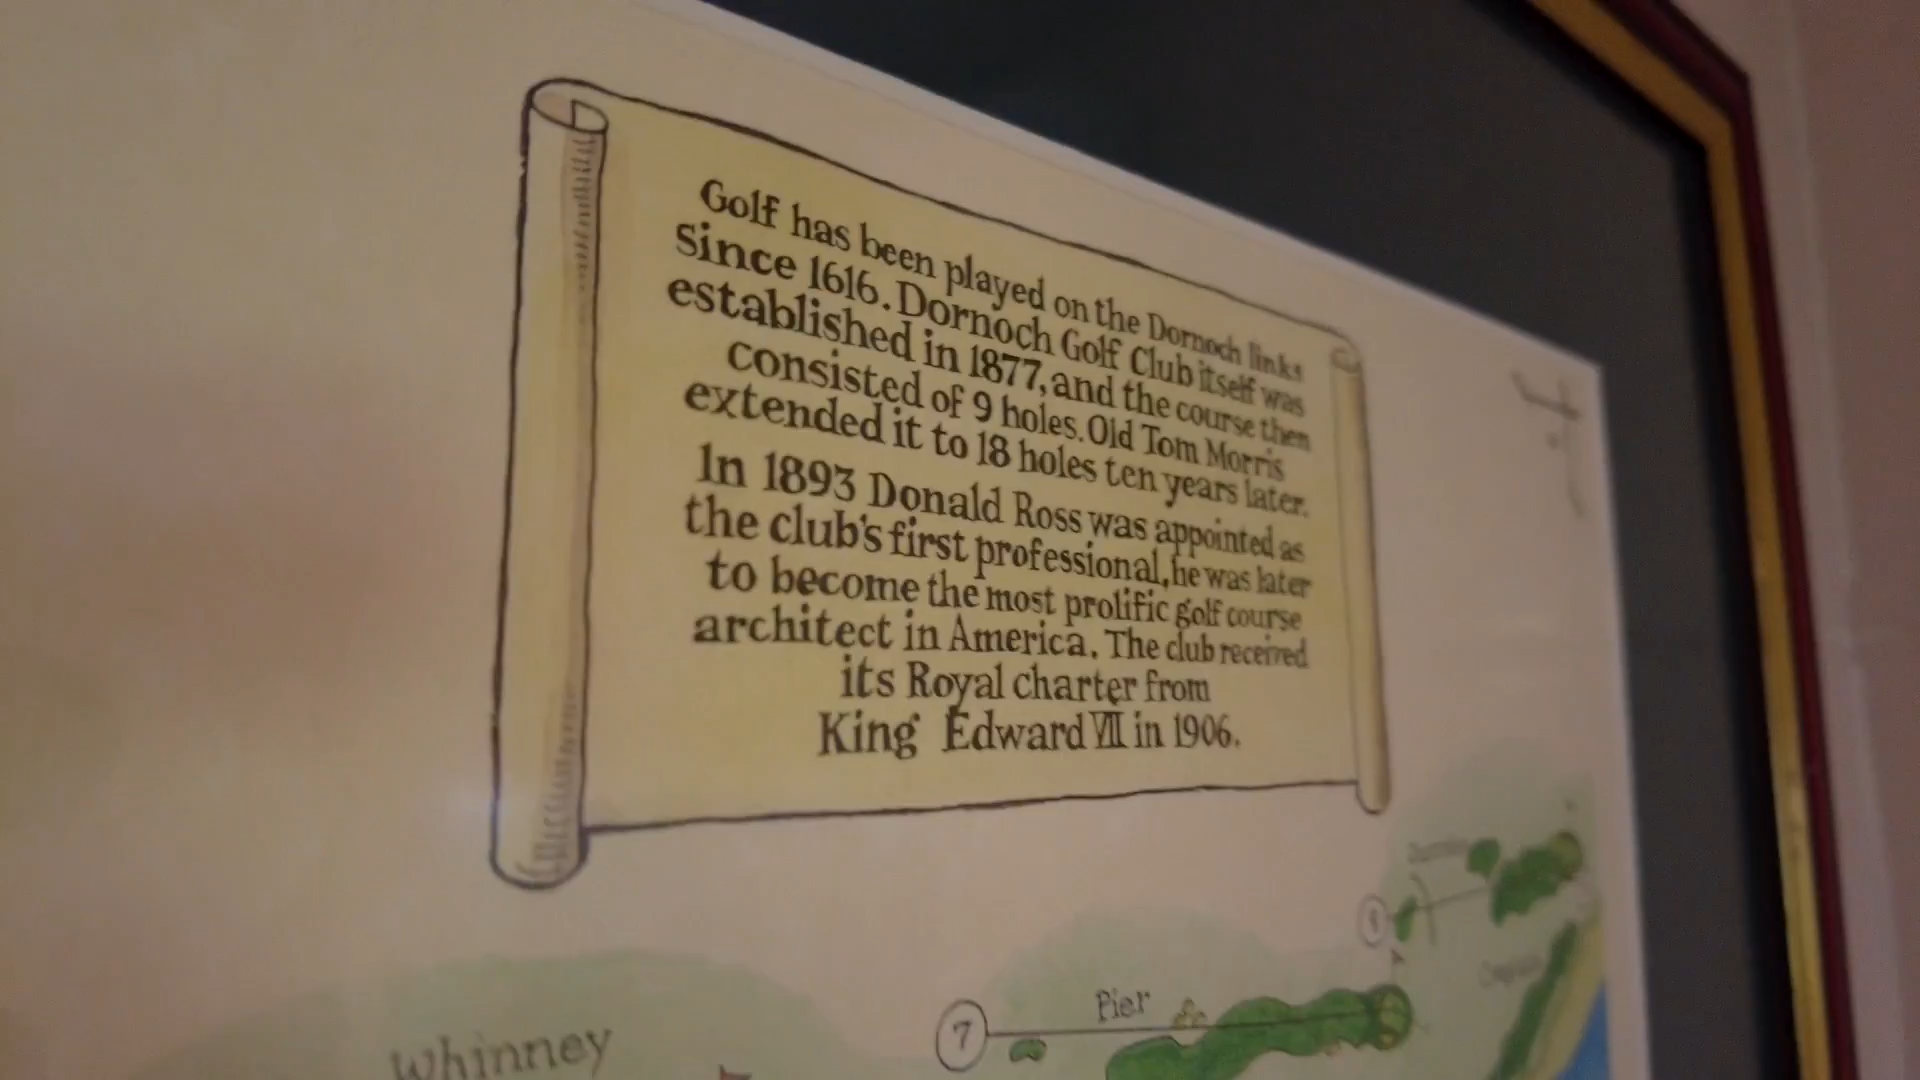 Golf has been played on the Dornoch links
since 1616. Dornoch Golf Club itself was
established in 1877, and the course then
consisted of 9 holes. Old Tom Morris
extended it to 18 holes ten years later.
In 1893 Donald Ross was appointed as
the club's first professional, he was later
to become the most prolific golf course
architect in America. The club received
its Royal charter from
King Edward VII in 1906.
7 Pier
Whinney